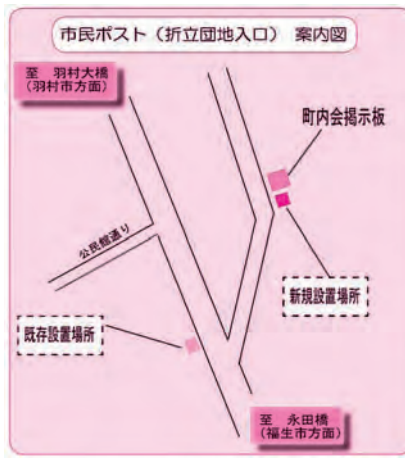 市民ポスト（折立団地入口） 案内図
至 羽村大橋
（羽村市方面）
町内会掲示板
公民館通り
新規設置場所
既存設置場所
至 永田橋
（福生市方面）